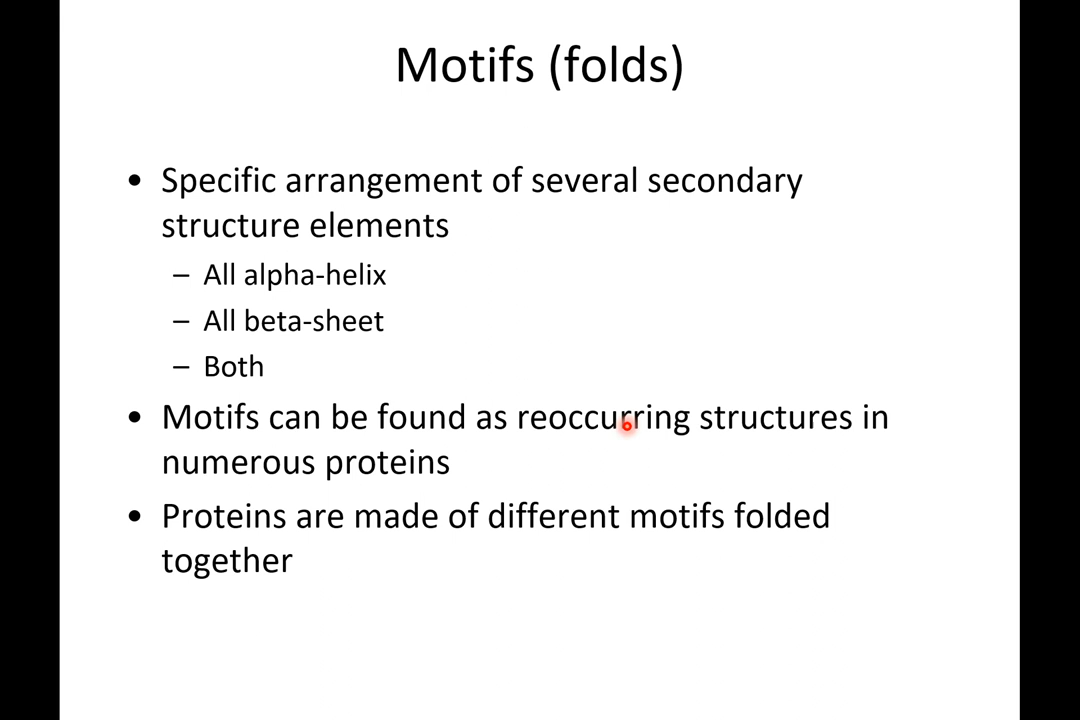 Motifs (folds)
• Specific arrangement of several secondary
structure elements
– All alpha-helix
– All beta-sheet
– Both
• Motifs can be found as reoccurring structures in
numerous proteins
• Proteins are made of different motifs folded
together